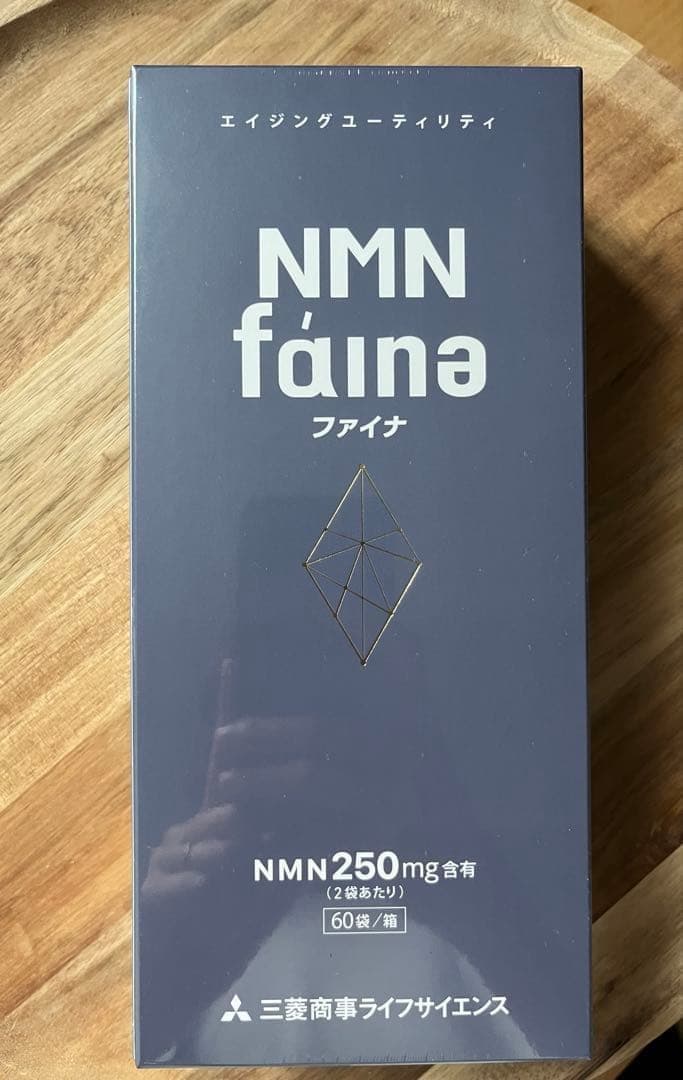 エイジングユーティリティ
NMN
fáınə
ファイナ
NMN250mg含有
(2袋あたり)
60袋/箱
三菱商事ライフサイエンス